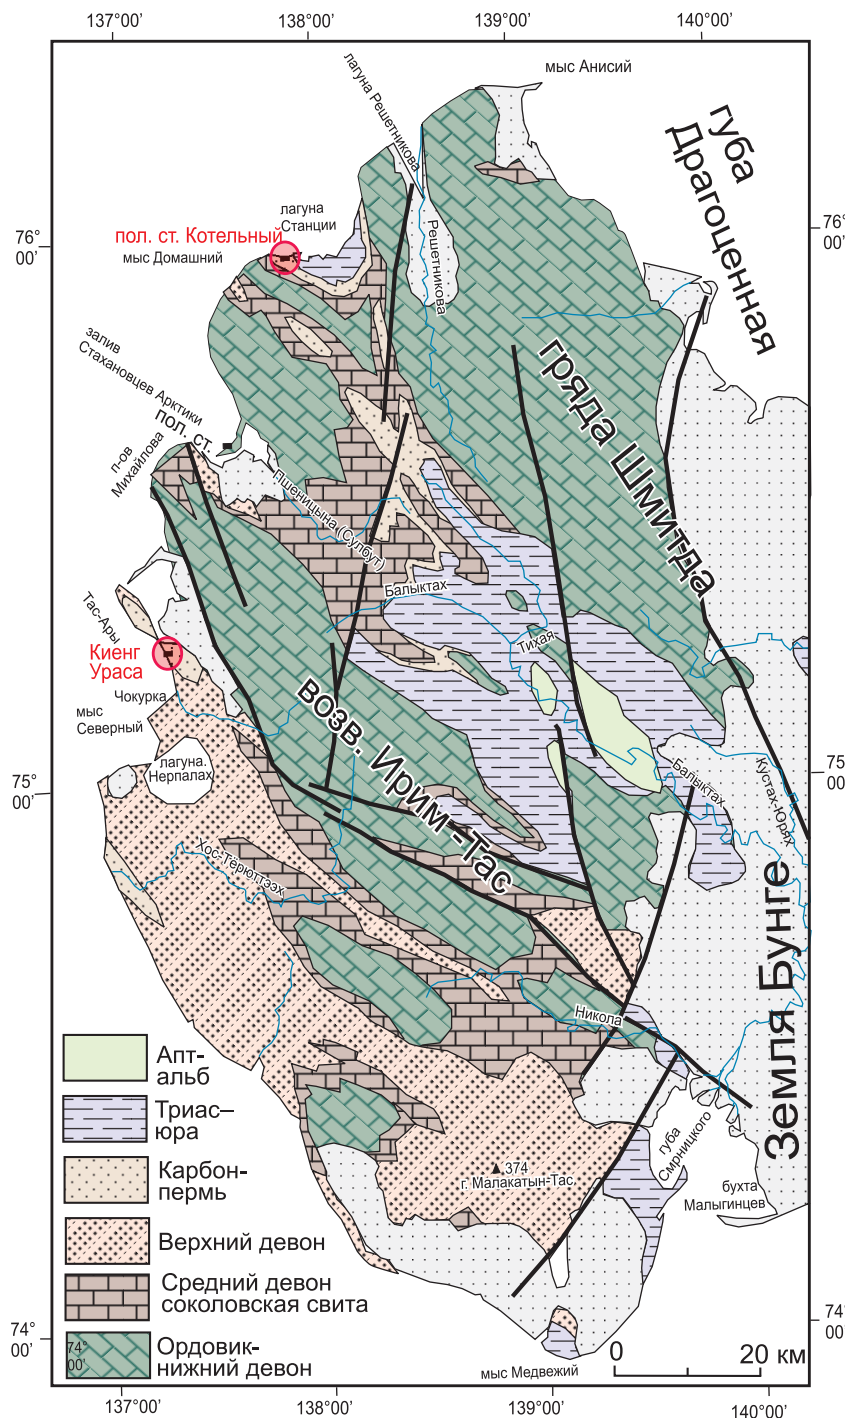 137°00'
138°00'
139°00'
140°00'
мыс Анисий
лагуна Решетникова
губа
Драгоценная
76°
00'
76°
00'
лагуна
Станции
пол. ст. Котельный
мыс Домашний
Решетникова
залив
Стахановцев Арктики
пол. ст.
п-ов
Михайлова
гряда Шмитда
Пшеницына (Сулбут)
Балыктах
Тас-Ары
Киенг
Ураса
Тихая
Чокурка
мыс
Северный
возв. Ирим -Тас
лагуна.
Нерпалах
75°
00'
75
00'
Балыктах
Кустах-Юрях
Хос-Тёрюттээх
Земля Бунге
Никола
Апт-
альб
Триас–
юра
губа
Смрницкого
Карбон-
пермь
374
г. Малакатын-Тас.
бухта
Малыгинцев
Верхний девон
Средний девон
соколовская свита
74°
00'
74°
00'
74°
00'
Ордовик-
нижний девон
мыс Медвежий
0
20 км
137°00'
138°00'
139°00'
140°00'